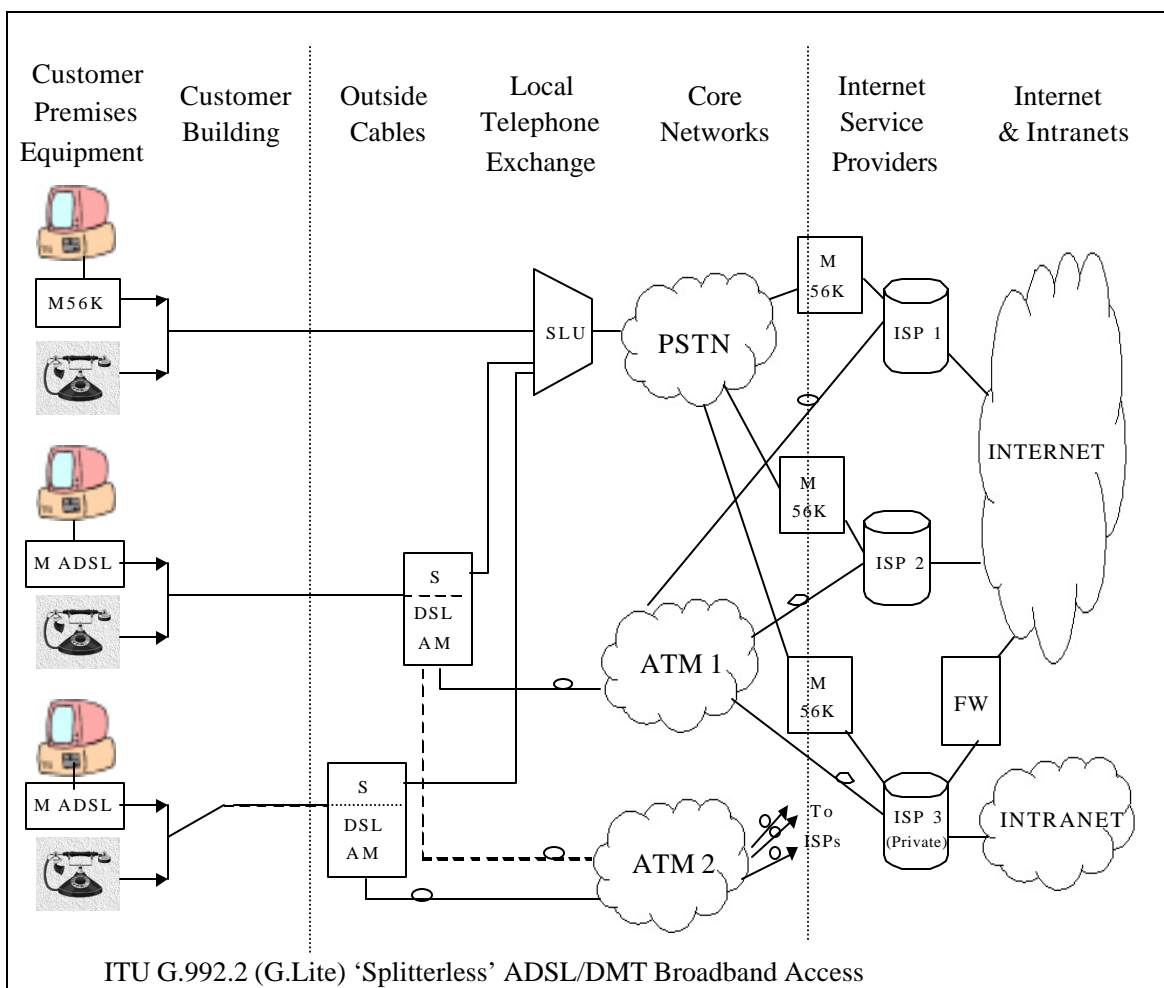 Customer
Premises
Equipment
Customer
Building
Outside
Cables
Local
Telephone
Exchange
Core
Networks
Internet
Service
Providers
Internet
& Intranets
M56K
SLU
PSTN
M
56K
ISP 1
INTERNET
M ADSL
S
DSL
AM
ATM 1
M
56K
ISP 2
M
56K
FW
M ADSL
S
DSL
AM
ATM 2
To
ISPs
ISP 3
(Private)
INTRANET
ITU G.992.2 (G.Lite) ‘Splitterless’ ADSL/DMT Broadband Access